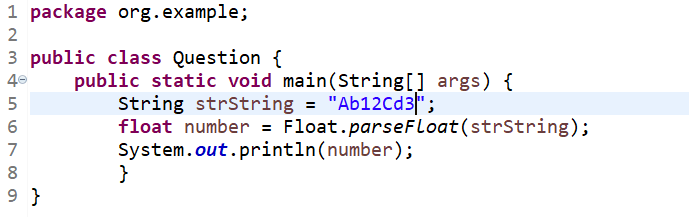 1 package org.example;
2
3 public class Question {
4 public static void main(String[] args) {
5 String strString = "Ab12Cd3";
6 float number = Float.parseFloat(strString);
7 System.out.println(number);
8 }
9 }